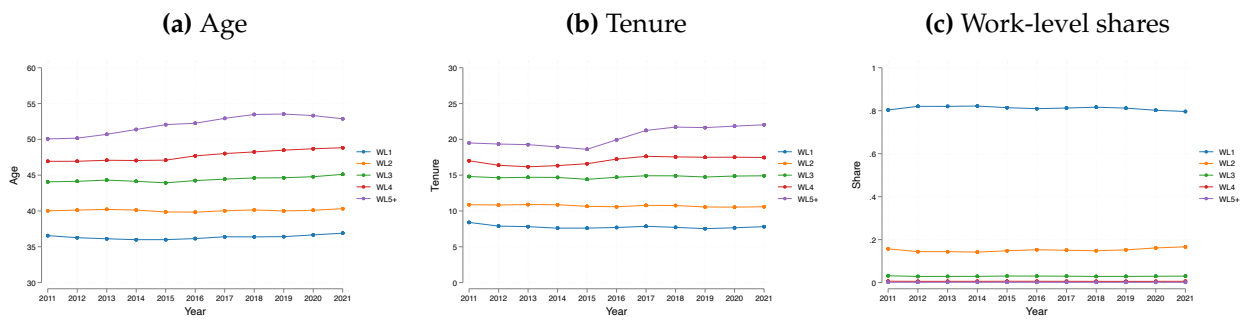 (a) Age
(b) Tenure
(c) Work-level shares
60
55
50
45
40
35
30
Age
2011 2012 2013 2014 2015 2016 2017 2018 2019 2020 2021
Year
WL1
WL2
WL3
WL4
WL5+
30
25
20
15
10
5
0
Tenure
2011 2012 2013 2014 2015 2016 2017 2018 2019 2020 2021
Year
WL1
WL2
WL3
WL4
WL5+
1
.8
.6
.4
.2
0
Share
2011 2012 2013 2014 2015 2016 2017 2018 2019 2020 2021
Year
WL1
WL2
WL3
WL4
WL5+